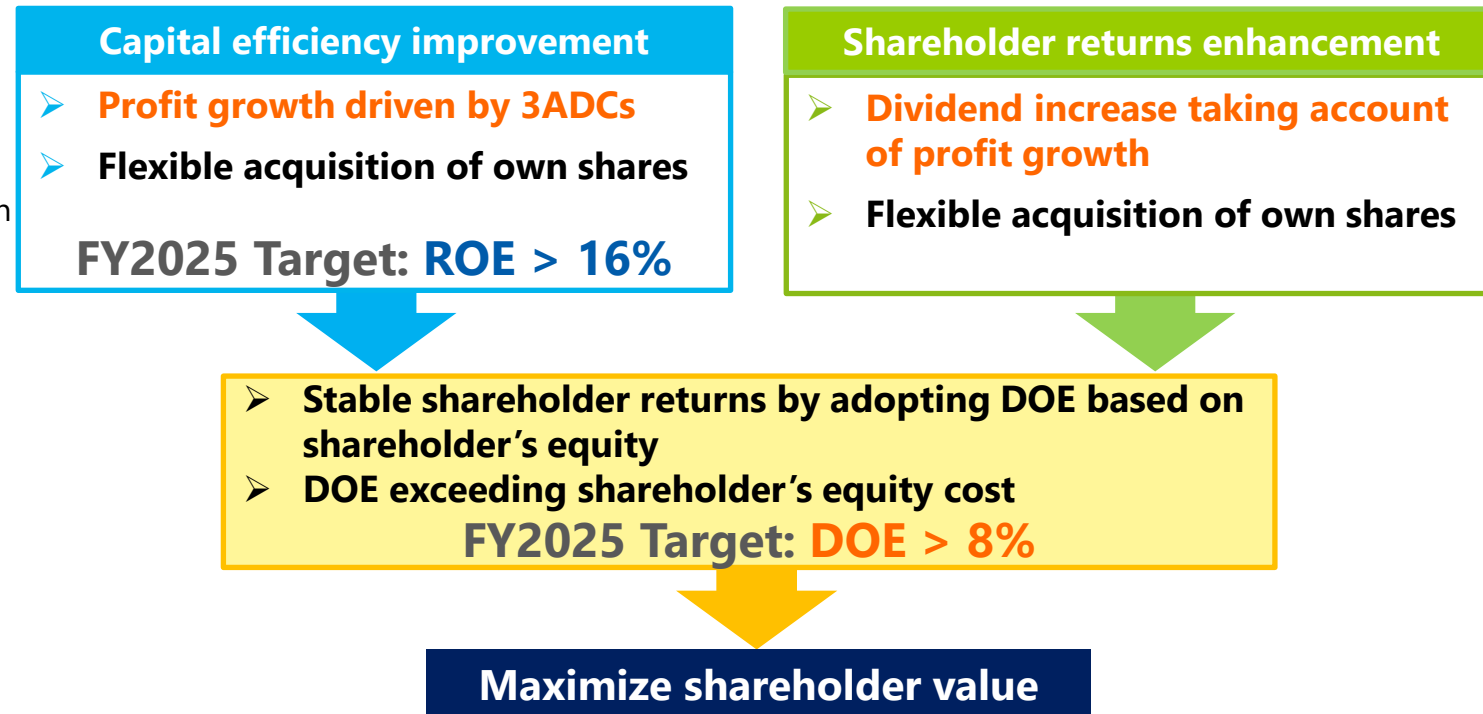 Capital efficiency improvement
➢ Profit growth driven by 3ADCs
➢ Flexible acquisition of own shares
n
FY2025 Target: ROE > 16%
Shareholder returns enhancement
➢ Dividend increase taking account
of profit growth
➢ Flexible acquisition of own shares
➢ Stable shareholder returns by adopting DOE based on
shareholder’s equity
➢ DOE exceeding shareholder’s equity cost
FY2025 Target: DOE > 8%
Maximize shareholder value